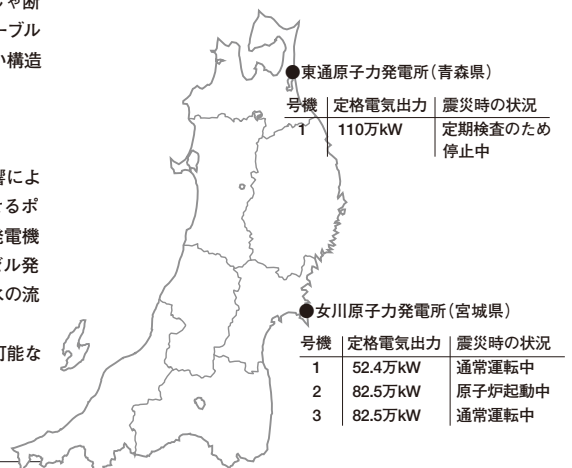 ゃ断
ーブル
い構造
響によ
せるポ
発電機
ゼル発
水の流
可能な
東通原子力発電所(青森県)
号機 定格電気出力 震災時の状況
1 110万kW 定期検査のため
停止中
女川原子力発電所(宮城県)
号機 定格電気出力 震災時の状況
1 52.4万kW 通常運転中
2 82.5万kW 原子炉起動中
3 82.5万kW 通常運転中